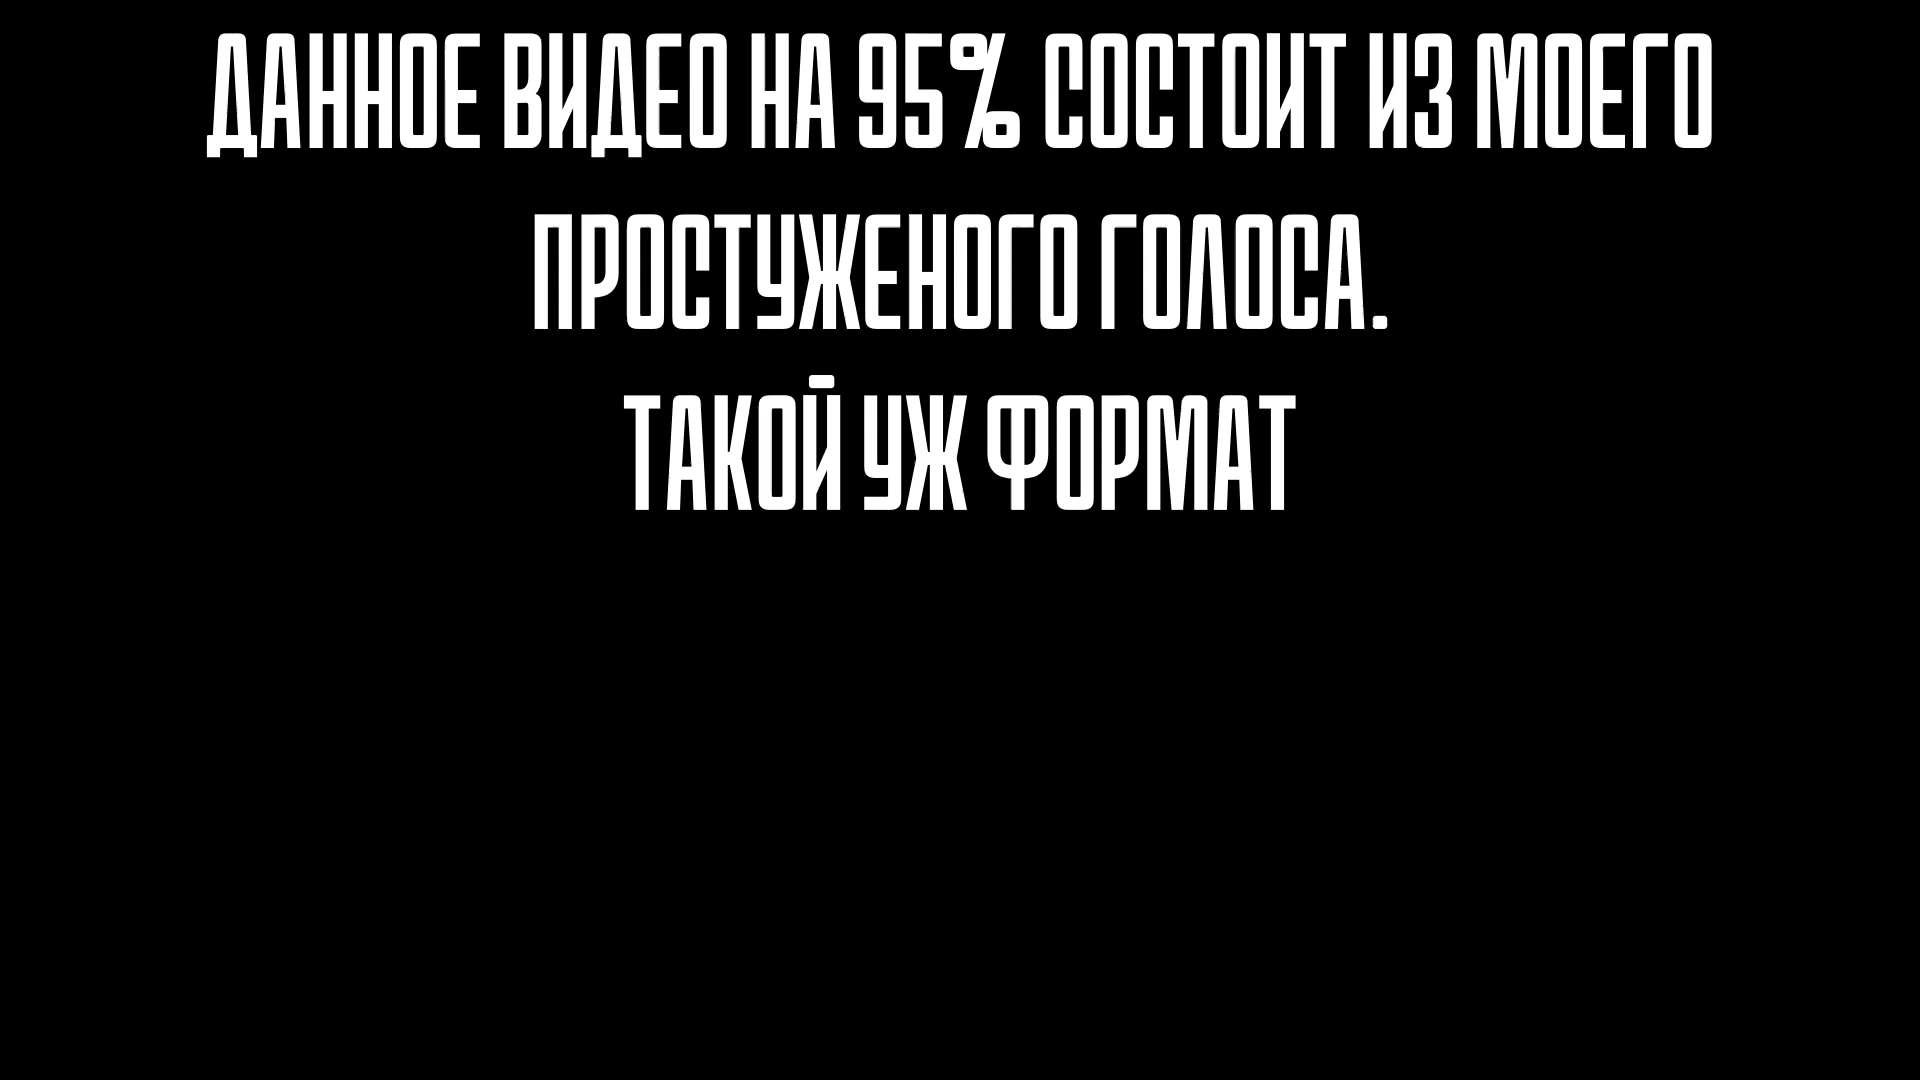 ДАННОЕ ВИДЕО НА 95% СОСТОИТ ИЗ МОЕГО
ПРОСТУЖЕНОГО ГОЛОСА.
ТАКОЙ УЖ ФОРМАТ